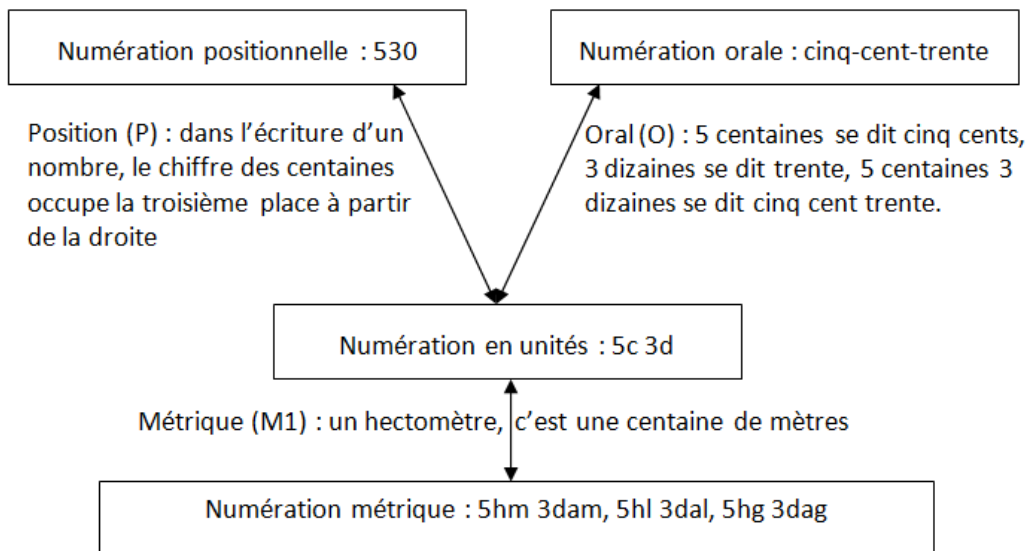 Numération positionnelle : 530
Numération orale : cinq-cent-trente
Position (P) : dans l'écriture d'un
nombre, le chiffre des centaines
occupe la troisième place à partir
de la droite
Oral (O) : 5 centaines se dit cinq cents,
3 dizaines se dit trente, 5 centaines 3
dizaines se dit cinq cent trente.
Numération en unités : 5c 3d
Métrique (M1) : un hectomètre, c'est une centaine de mètres
Numération métrique : 5hm 3dam, 5hl 3dal, 5hg 3dag